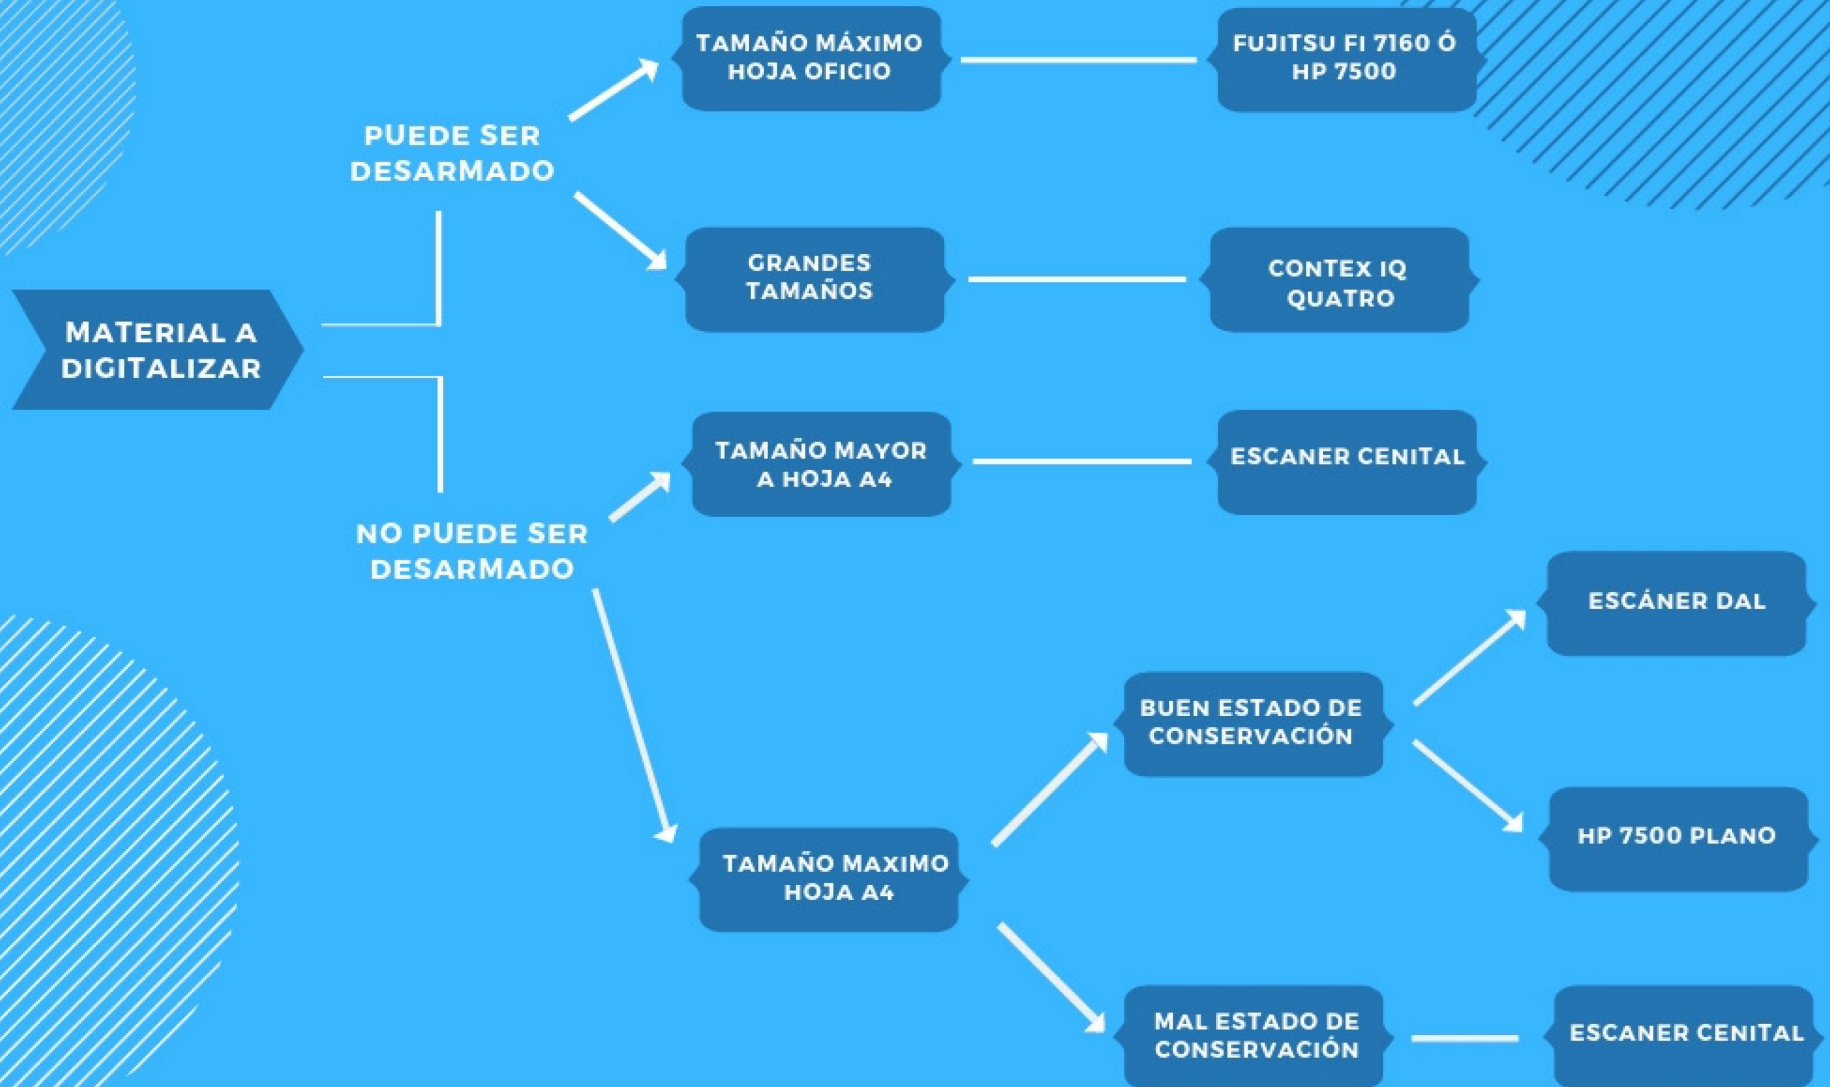 TAMAÑO MÁXIMO
HOJA OFICIO
FUJITSU FI 7160 Ó
HP 7500
PUEDE SER
DESARMADO
GRANDES
TAMAÑOS
CONTEX IQ
QUATRO
MATERIAL A
DIGITALIZAR
TAMAÑO MAYOR
A HOJA A4
ESCANER CENITAL
NO PUEDE SER
DESARMADO
ESCÁNER DAL
BUEN ESTADO DE
CONSERVACIÓN
HP 7500 PLANO
TAMAÑO MAXIMO
HOJA A4
MAL ESTADO DE
CONSERVACIÓN
ESCANER CENITAL